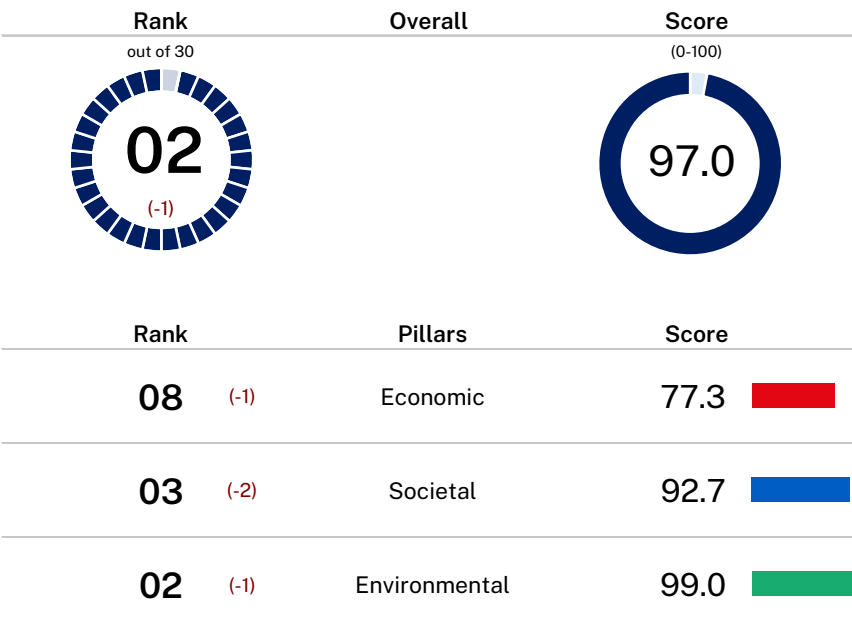 Rank Overall Score
out of 30 (0-100)
02 97.0
(-1)
Rank Pillars Score
08 (-1) Economic 77.3
03 (-2) Societal 92.7
02 (-1) Environmental 99.0